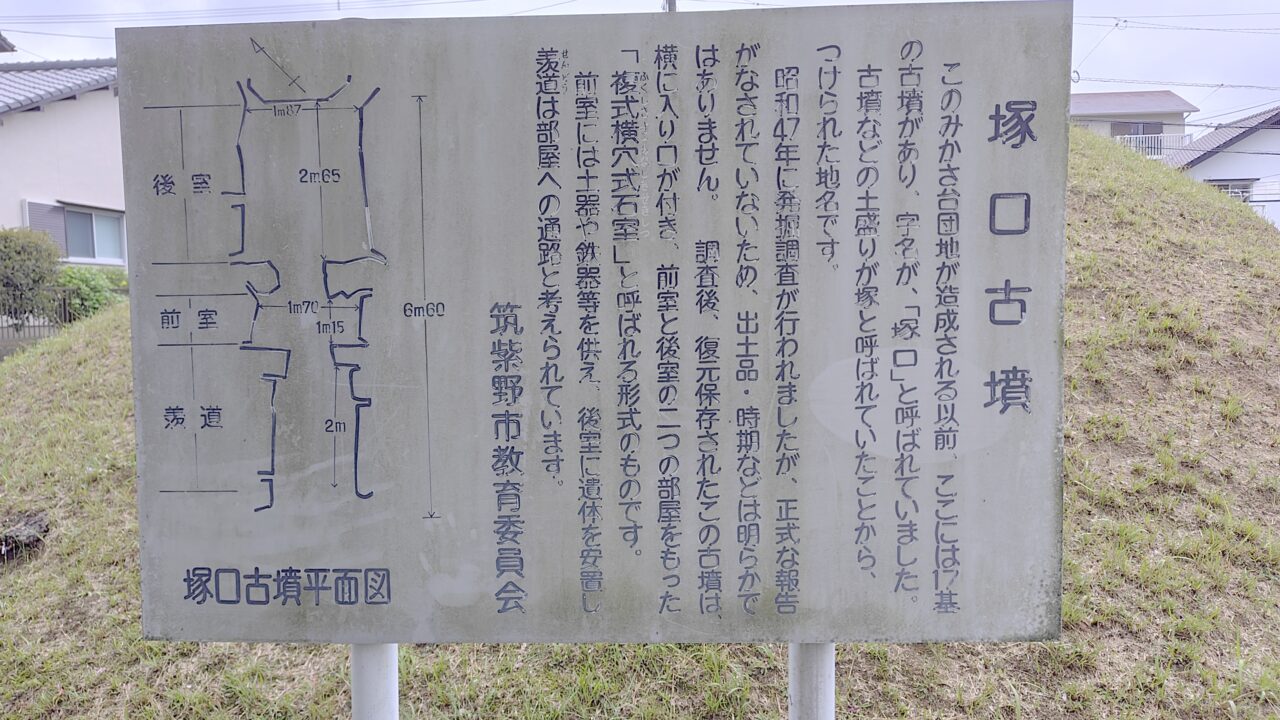 塚口古墳
このみかさ台団地が造成される以前、ここには17基
の古墳があり、字名が、「塚口」と呼ばれていました。
古墳などの土盛りが塚と呼ばれていたことから、
つけられた地名です。
昭和47年に発掘調査が行われましたが、正式な報告
がなされていないため、出土品・時期などは明らかで
はありません。 調査後、復元保存されたこの古墳は、
横に入り口が付き、前室と後室の二つの部屋をもった
「複式横穴式石室」と呼ばれる形式のものです。
前室には土器や鉄器等を供え、後室に遺体を安置し
せんどう
羨道は部屋への通路と考えられています。
筑紫野市教育委員会
1m87
後室
2m65
前室
1m70
1m15
6m60
羨道
2m
塚口古墳平面図